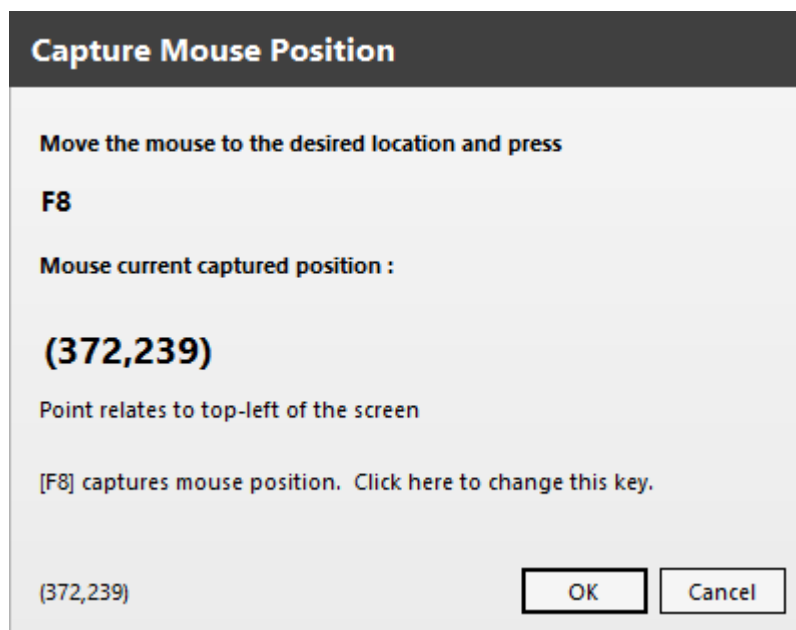 Capture Mouse Position
Move the mouse to the desired location and press
F8
Mouse current captured position :
(372,239)
Point relates to top-left of the screen
[F8] captures mouse position.  Click here to change this key.
(372,239)
OK
Cancel